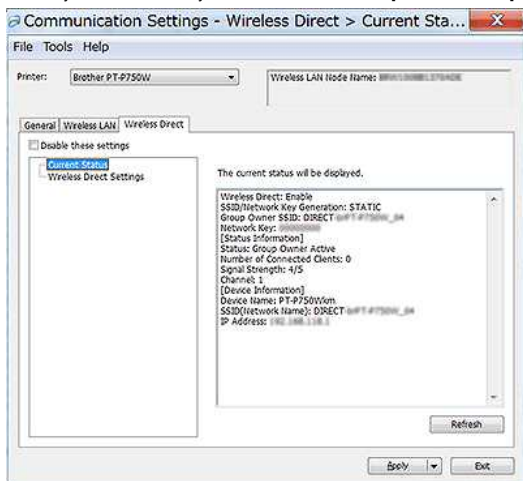 Communication Settings - Wireless Direct > Current Sta...
File Tools Help
Printer: Brother PT-P750W Wireless LAN Node Name:
General Wireless LAN Wireless Direct
Disable these settings
Current Status
Wireless Direct Settings
The current status will be displayed.
Wireless Direct: Enable
SSID/Network Key Generation: STATIC
Group Owner SSID: DIRECT
Network Key:
[Status Information]
Status: Group Owner Active
Number of Connected Clients: 0
Signal Strength: 4/5
Channel: 1
[Device Information]
Device Name: PT-P750Wkm
SSID(Network Name): DIRECT
IP Address:
Refresh
Apply Exit